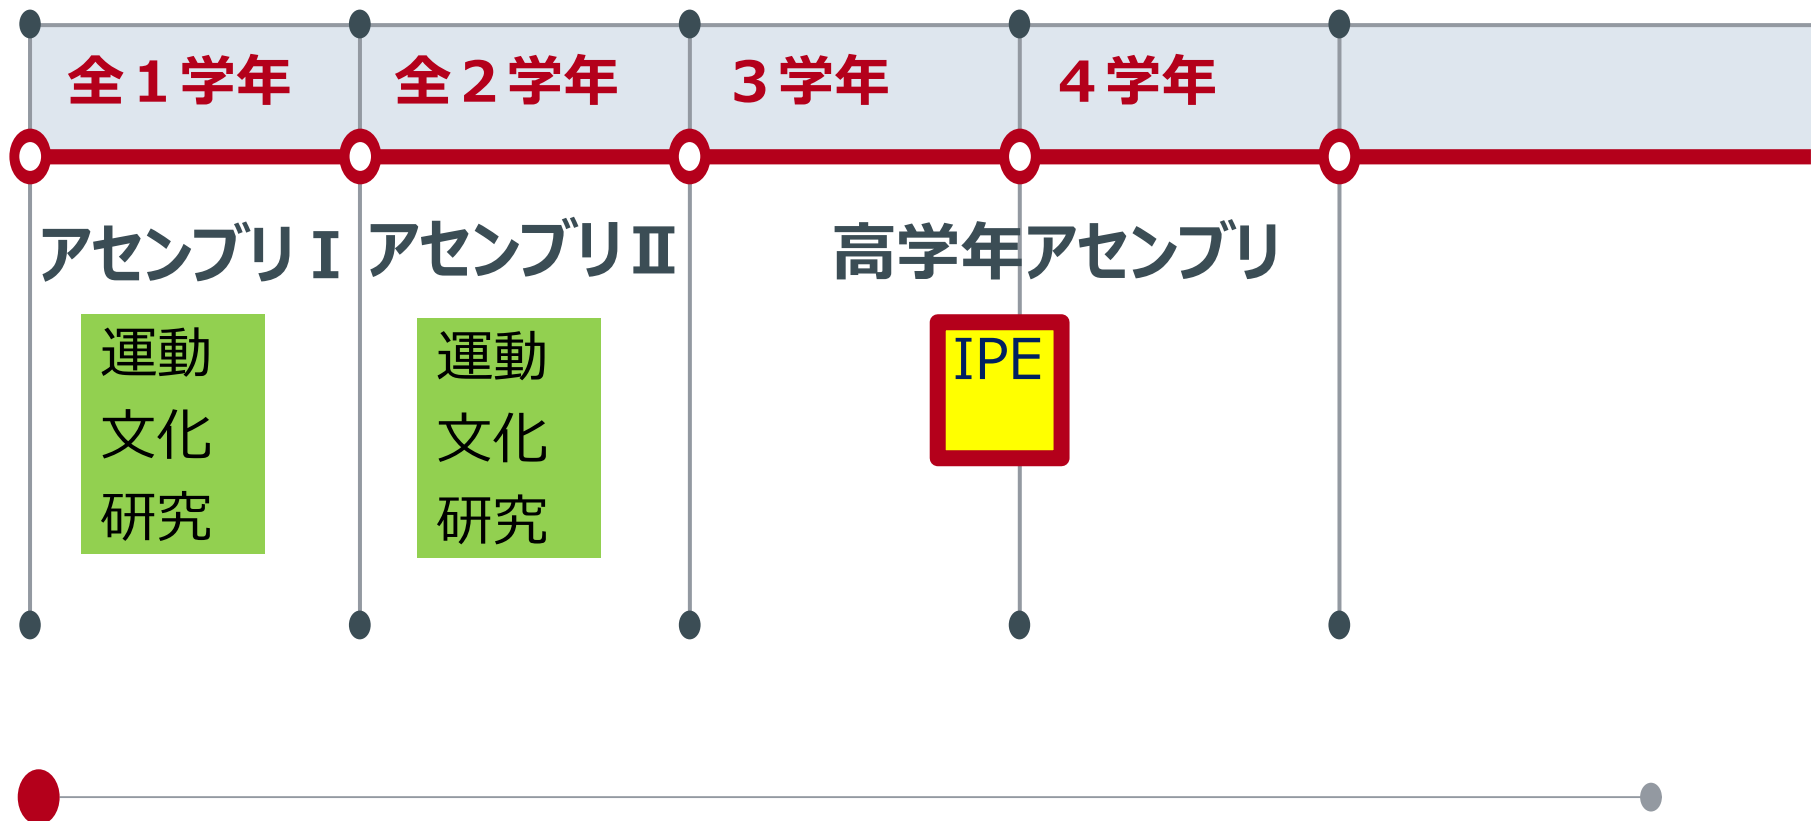 全１学年
全２学年
３学年
４学年
アセンブリⅠ
アセンブリⅡ
高学年アセンブリ
運動
文化
研究
運動
文化
研究
IPE